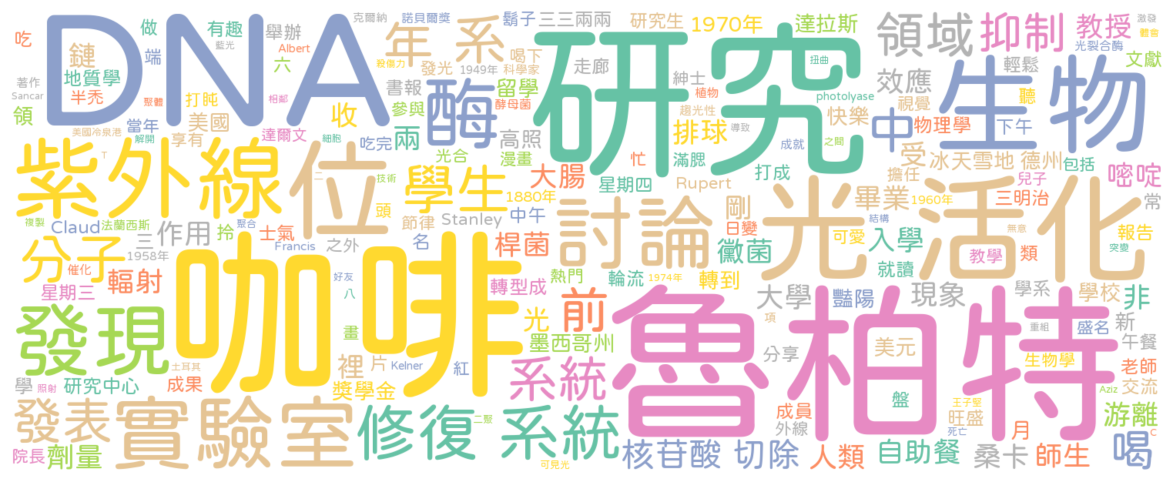 DNA
研究
咖啡
魯柏特
紫外線
位
光活化
生物
討論
實驗室
發現
修復 系統
酶
年 系
學生
分子
發表
系統
前
領域
抑制
教授
中
喝
核苷酸 切除
人類
自助餐
桑卡
師生
游離
劑量
院長
研究中心
成果
獎學金
裡
片
紅
學
畫
八
好友
光
墨西哥州
熱門
輪流
轉到
轉型成
桿菌
黴菌
大腸
星期四
星期三
輻射
催化
士氣
Francis
聚合
Claud
法蘭西斯
1958年
複製
三
作用
拎
之外
節律
名
Stanley
中午
1880年
頭
技術
剛
打成
Rupert
滿腮
忙
排球
漫畫
光合
高照
兩
收
吃完
達爾文
享有
美國
打盹
當年
領
半禿
地質學
著作
Sancar
吃
鏈
端
做
有趣
藍光
舉辦
Albert
六
書報
留學
參與
聚體
相鄰
美國冷泉港
解開
細胞
殺傷力
發光
1949年
科學家
喝下
鬍子
克爾納
諾貝爾獎
三三兩兩
走廊
酵母菌
研究生
紳士
植物
1970年
達拉斯
扭曲
photolyase
趨光性
視覺
快樂
導致
成就
之間
效應
輕鬆
光裂合酶
激發
文獻
聽
物理學
下午
受
冰天雪地
德州
包括
嘧啶
擔任
兒子
畢業
1960年
三明治
常
日變
可愛
結構
入學
無意
教學
類
報告
突變
就讀
1974年
大學
豔陽
現象
學系
學校
非
項
重組
盛名
新
美元
分享
生物學
午餐
老師
交流
Aziz
盤
成員
外線
王子堂
旺盛
死亡
月
C
T
土耳其
照射
Kelner
二聚
可見光